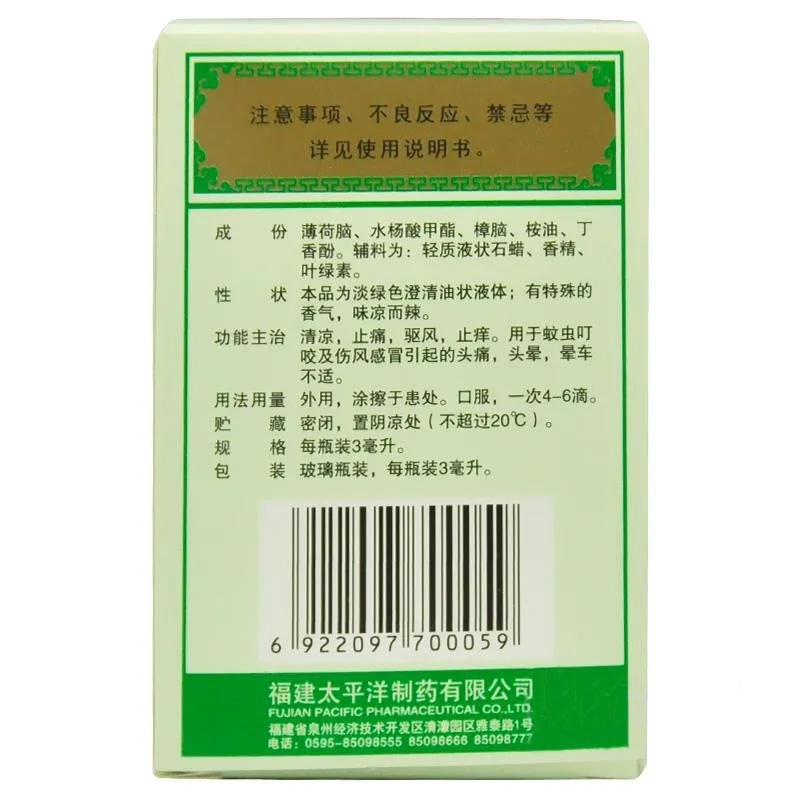 注意事项、不良反应、禁忌等
详见使用说明书。
成 份 薄荷脑、水杨酸甲酯、樟脑、桉油、丁
香酚。辅料为：轻质液状石蜡、香精、
叶绿素。
性 状 本品为淡绿色澄清油状液体；有特殊的
香气，味凉而辣。
功能主治 清凉，止痛，驱风，止痒。用于蚊虫叮
咬及伤风感冒引起的头痛，头晕，晕车
不适。
用法用量 外用，涂擦于患处。口服，一次4-6滴。
贮 藏 密闭，置阴凉处（不超过20℃）。
规 格 每瓶装3毫升。
包 装 玻璃瓶装，每瓶装3毫升。
6 922097 700059
福建太平洋制药有限公司
FUJIAN PACIFIC PHARMACEUTICAL CO.,LTD.
福建省泉州经济技术开发区清濛园区雅泰路1号
电话：0595-85098555 85098666 85098777